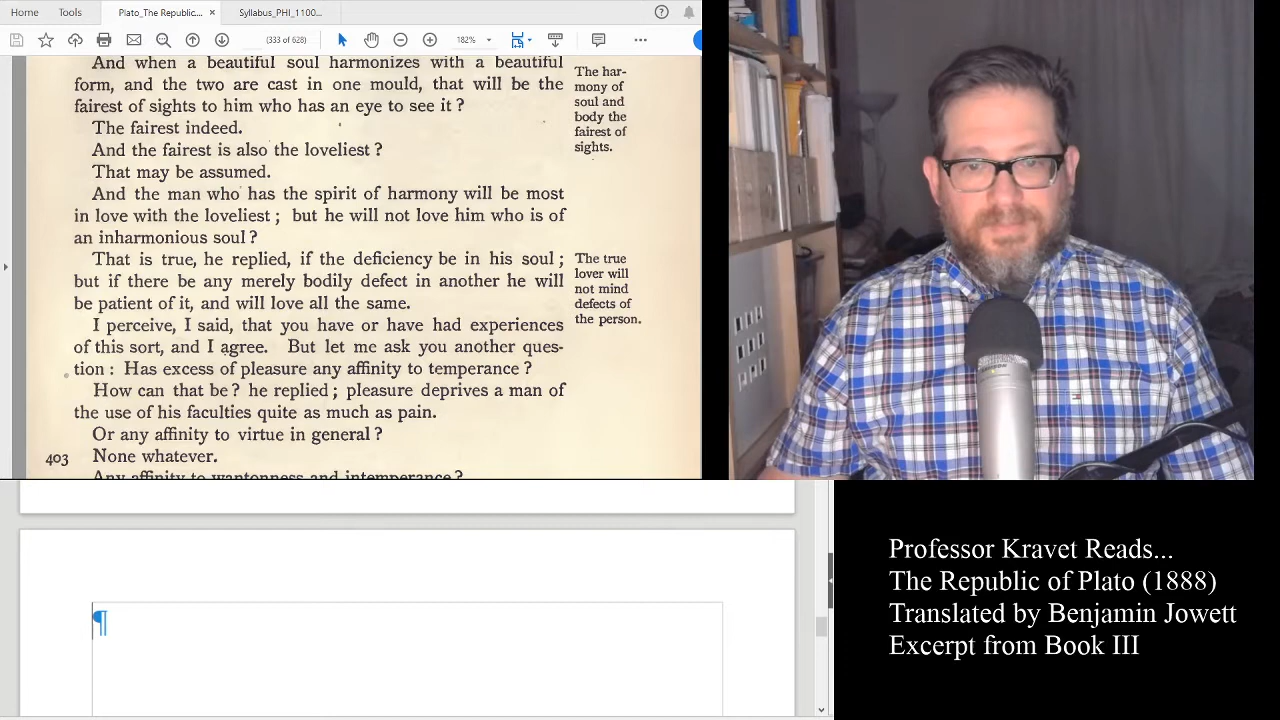 Home Tools Plato_The Republic.... × Syllabus_PHI_1100...
(333 of 628) 182%
And when a beautiful soul harmonizes with a beautiful
form, and the two are cast in one mould, that will be the
fairest of sights to him who has an eye to see it?
The har-
mony of
soul and
body the
fairest of
sights.
The fairest indeed.
And the fairest is also the loveliest?
That may be assumed.
And the man who has the spirit of harmony will be most
in love with the loveliest; but he will not love him who is of
an inharmonious soul?
That is true, he replied, if the deficiency be in his soul;
but if there be any merely bodily defect in another he will
be patient of it, and will love all the same.
The true
lover will
not mind
defects of
the person.
I perceive, I said, that you have or have had experiences
of this sort, and I agree. But let me ask you another ques-
tion: Has excess of pleasure any affinity to temperance?
How can that be? he replied; pleasure deprives a man of
the use of his faculties quite as much as pain.
Or any affinity to virtue in general?
403 None whatever.
Any affinity to wantonness and intemperance?
¶
Professor Kravet Reads...
The Republic of Plato (1888)
Translated by Benjamin Jowett
Excerpt from Book III